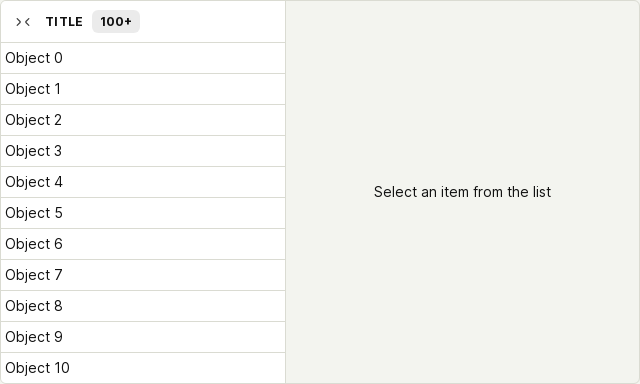 TITLE 100+
Object 0
Object 1
Object 2
Object 3
Object 4
Object 5
Object 6
Object 7
Object 8
Object 9
Object 10
Select an item from the list